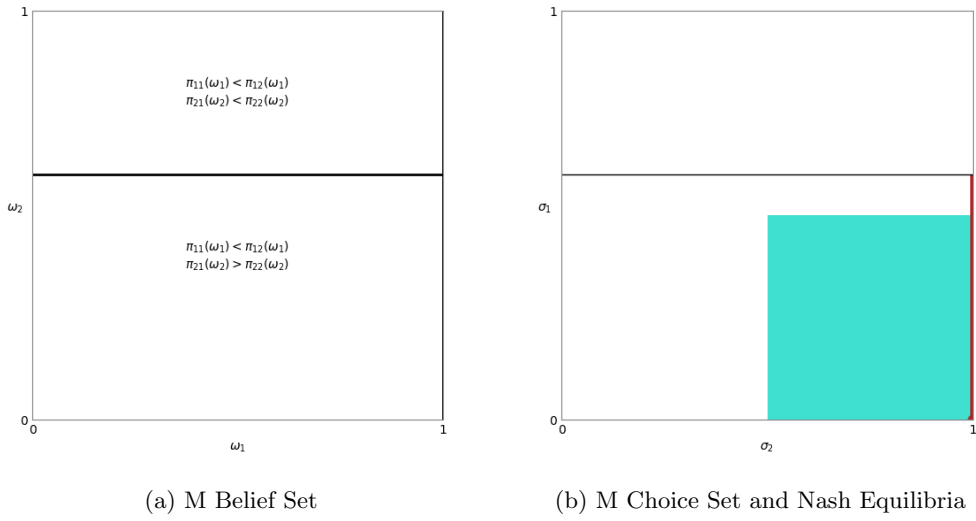 1
π₁₁(ω₁) < π₁₂(ω₁)
π₂₁(ω₂) < π₂₂(ω₂)
ω₂
π₁₁(ω₁) < π₁₂(ω₁)
π₂₁(ω₂) > π₂₂(ω₂)
0
0 1
ω₁
(a) M Belief Set
1
σ₁
0
0 1
σ₂
(b) M Choice Set and Nash Equilibria